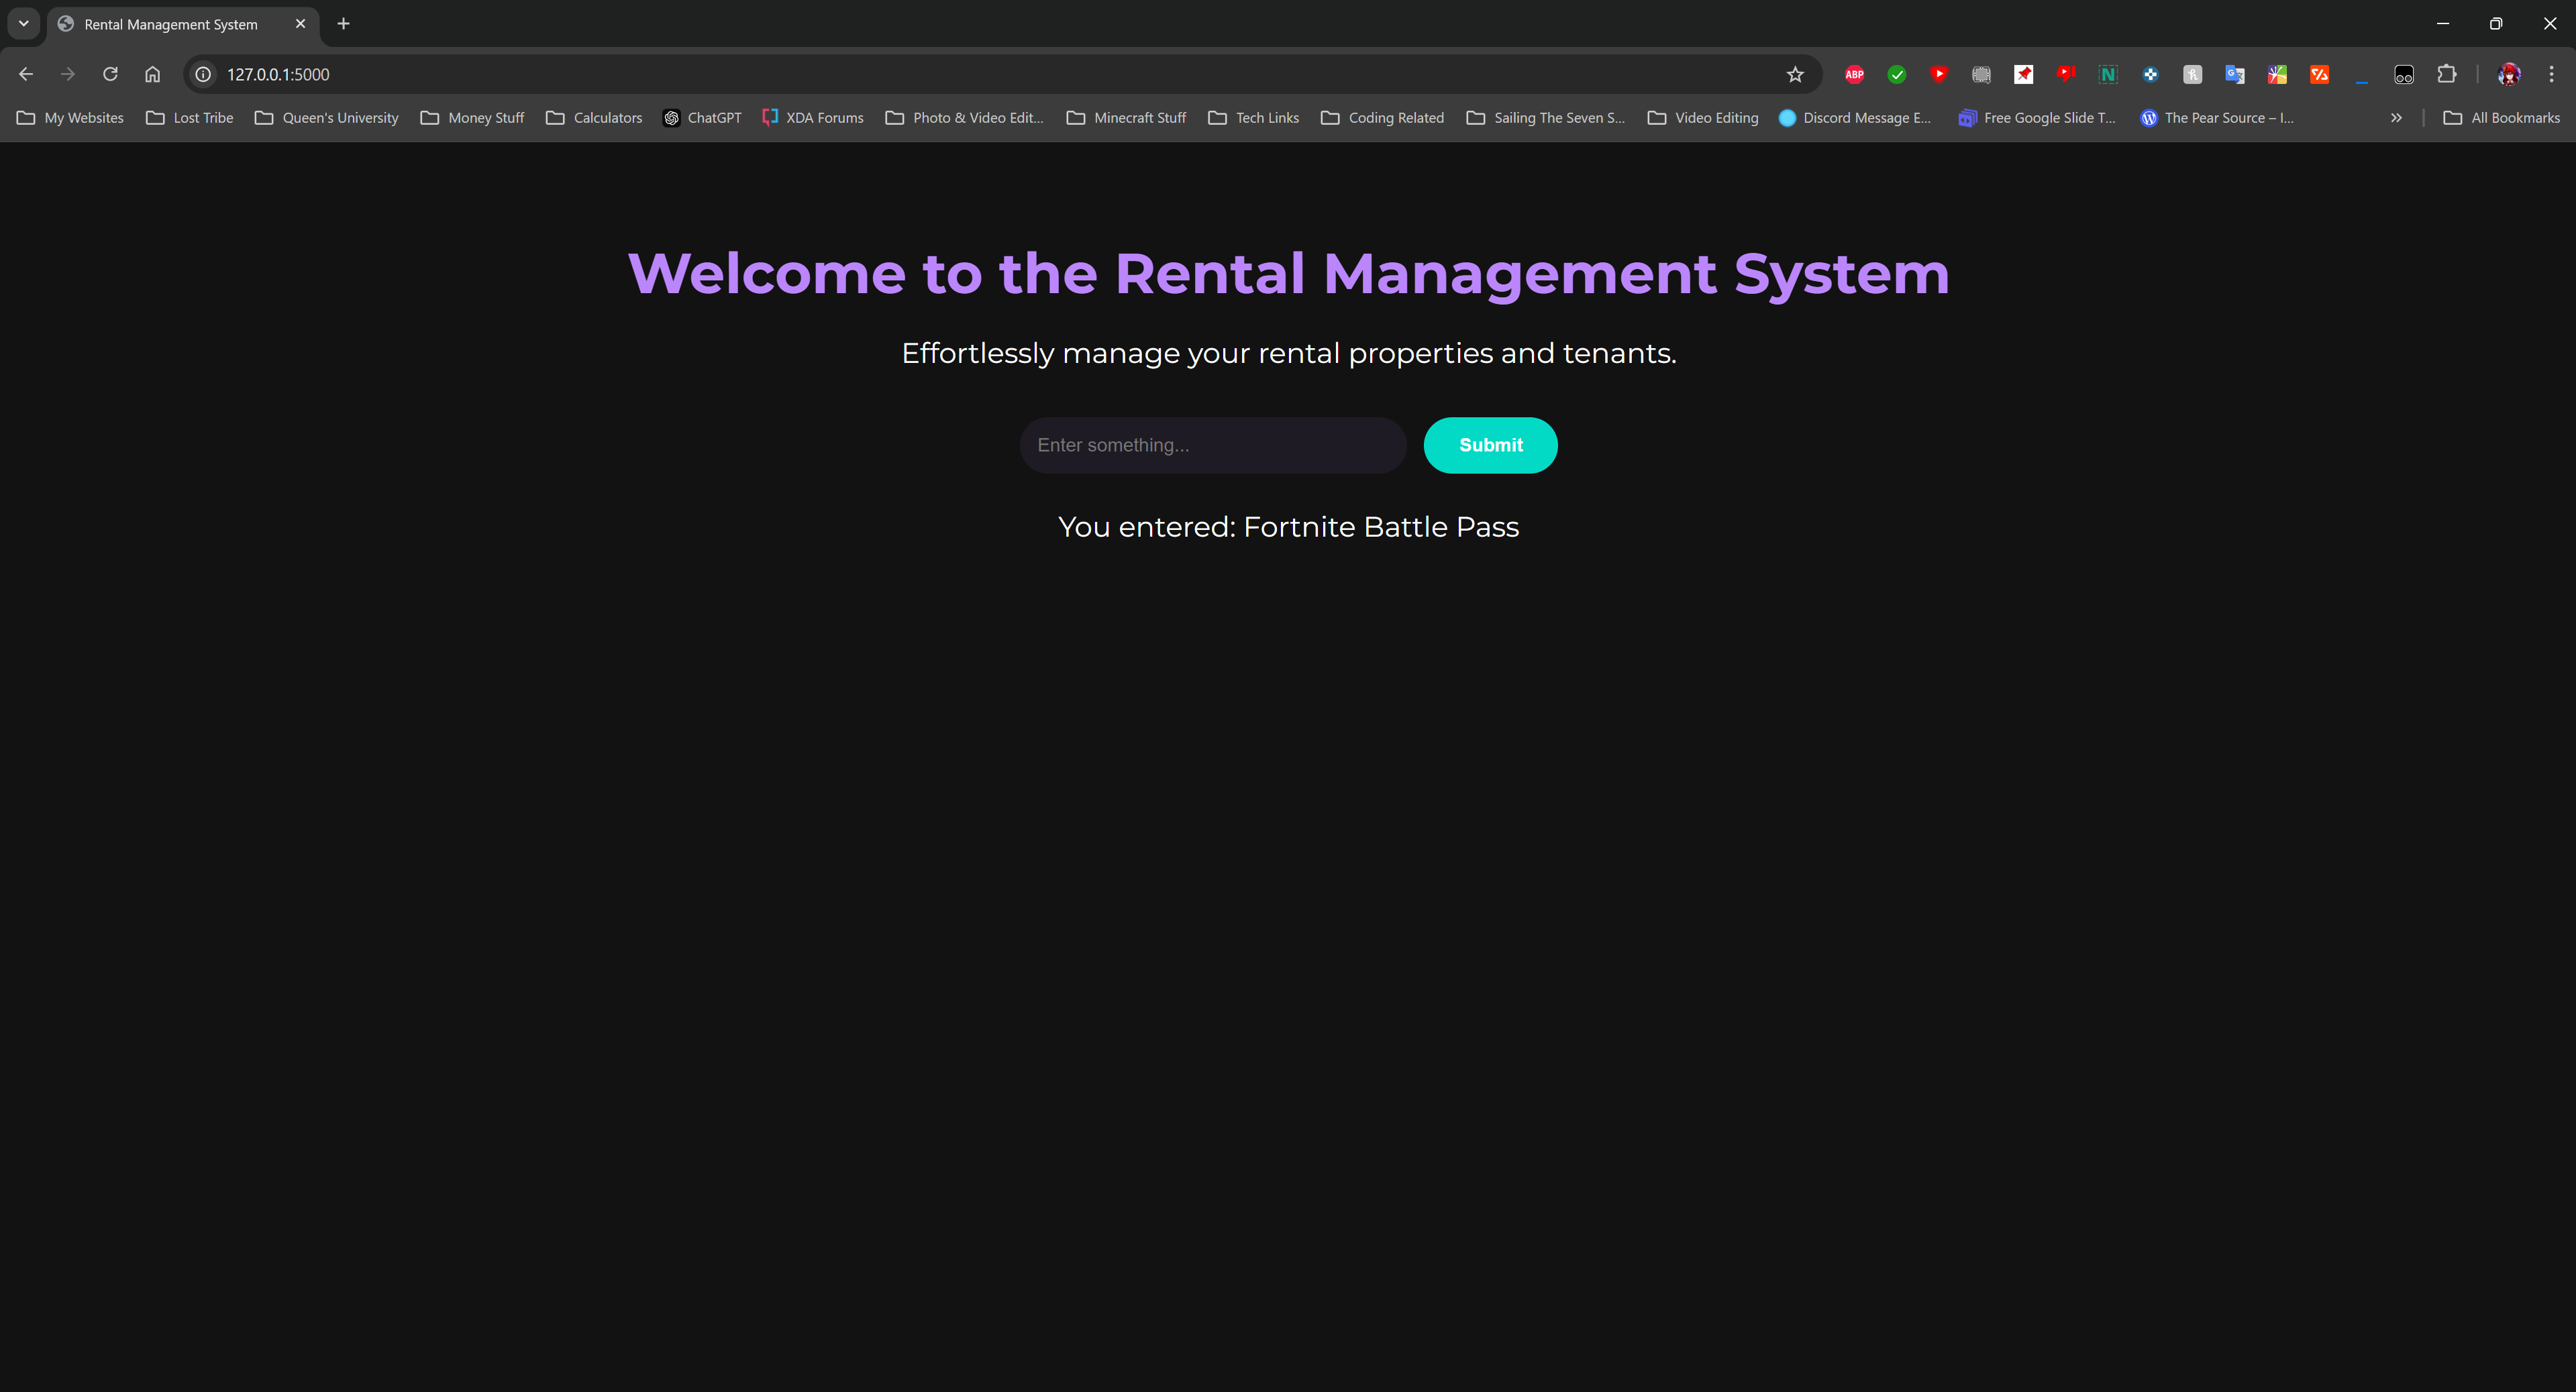 Rental Management System
127.0.0.1:5000
ABP
N
My Websites
Lost Tribe
Queen's University
Money Stuff
Calculators
ChatGPT
XDA Forums
Photo & Video Edit...
Minecraft Stuff
Tech Links
Coding Related
Sailing The Seven S...
Video Editing
Discord Message E...
Free Google Slide T...
The Pear Source – I...
All Bookmarks
Welcome to the Rental Management System
Effortlessly manage your rental properties and tenants.
Enter something...
Submit
You entered: Fortnite Battle Pass